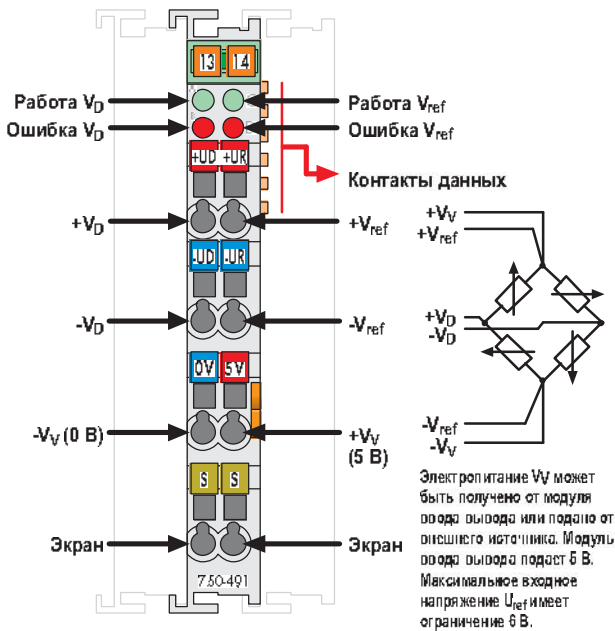 13 14
Работа VD
Работа Vref
Ошибка VD
Ошибка Vref
+UD +UR
Контакты данных
+VD
+Vref
-UD -UR
-VD
-Vref
0V 5V
-VV (0 В)
+VV
(5 В)
S S
Экран
Экран
750-491
+VV
+Vref
+VD
-VD
-Vref
-VV
Электропитание VV может
быть получено от модуля
ввода вывода или подано от
внешнего источника. Модуль
ввода вывода подает 5 В.
Максимальное входное
напряжение Uref имеет
ограничение 6 В.